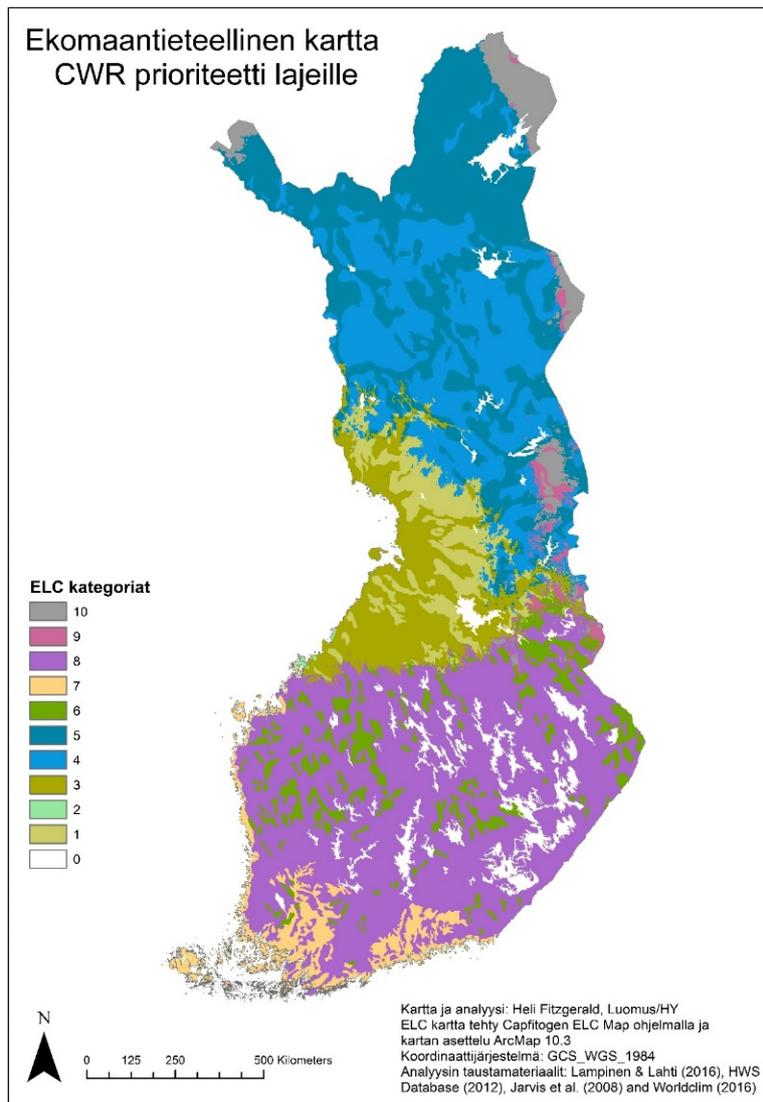 Ekomaantieteellinen kartta
CWR prioriteetti lajeille
ELC kategoriat
10
9
8
7
6
5
4
3
2
1
0
N
0 125 250 500 Kilometers
Kartta ja analyysi: Heli Fitzgerald, Luomus/HY
ELC kartta tehty Capfitogen ELC Map ohjelmalla ja
kartan asettelu ArcMap 10.3
Koordinaattijärjestelmä: GCS_WGS_1984
Analyysin taustamateriaalit: Lampinen & Lahti (2016), HWS
Database (2012), Jarvis et al. (2008) and Worldclim (2016)